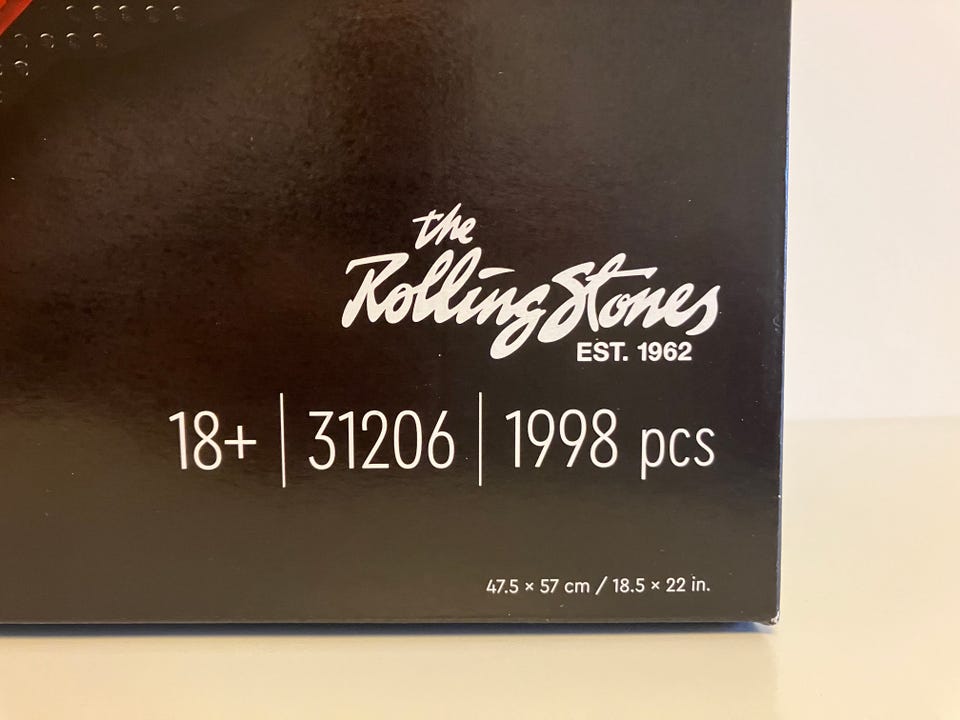 the
Rolling Stones
EST. 1962
18+ | 31206 | 1998 pcs
47.5 × 57 cm / 18.5 × 22 in.